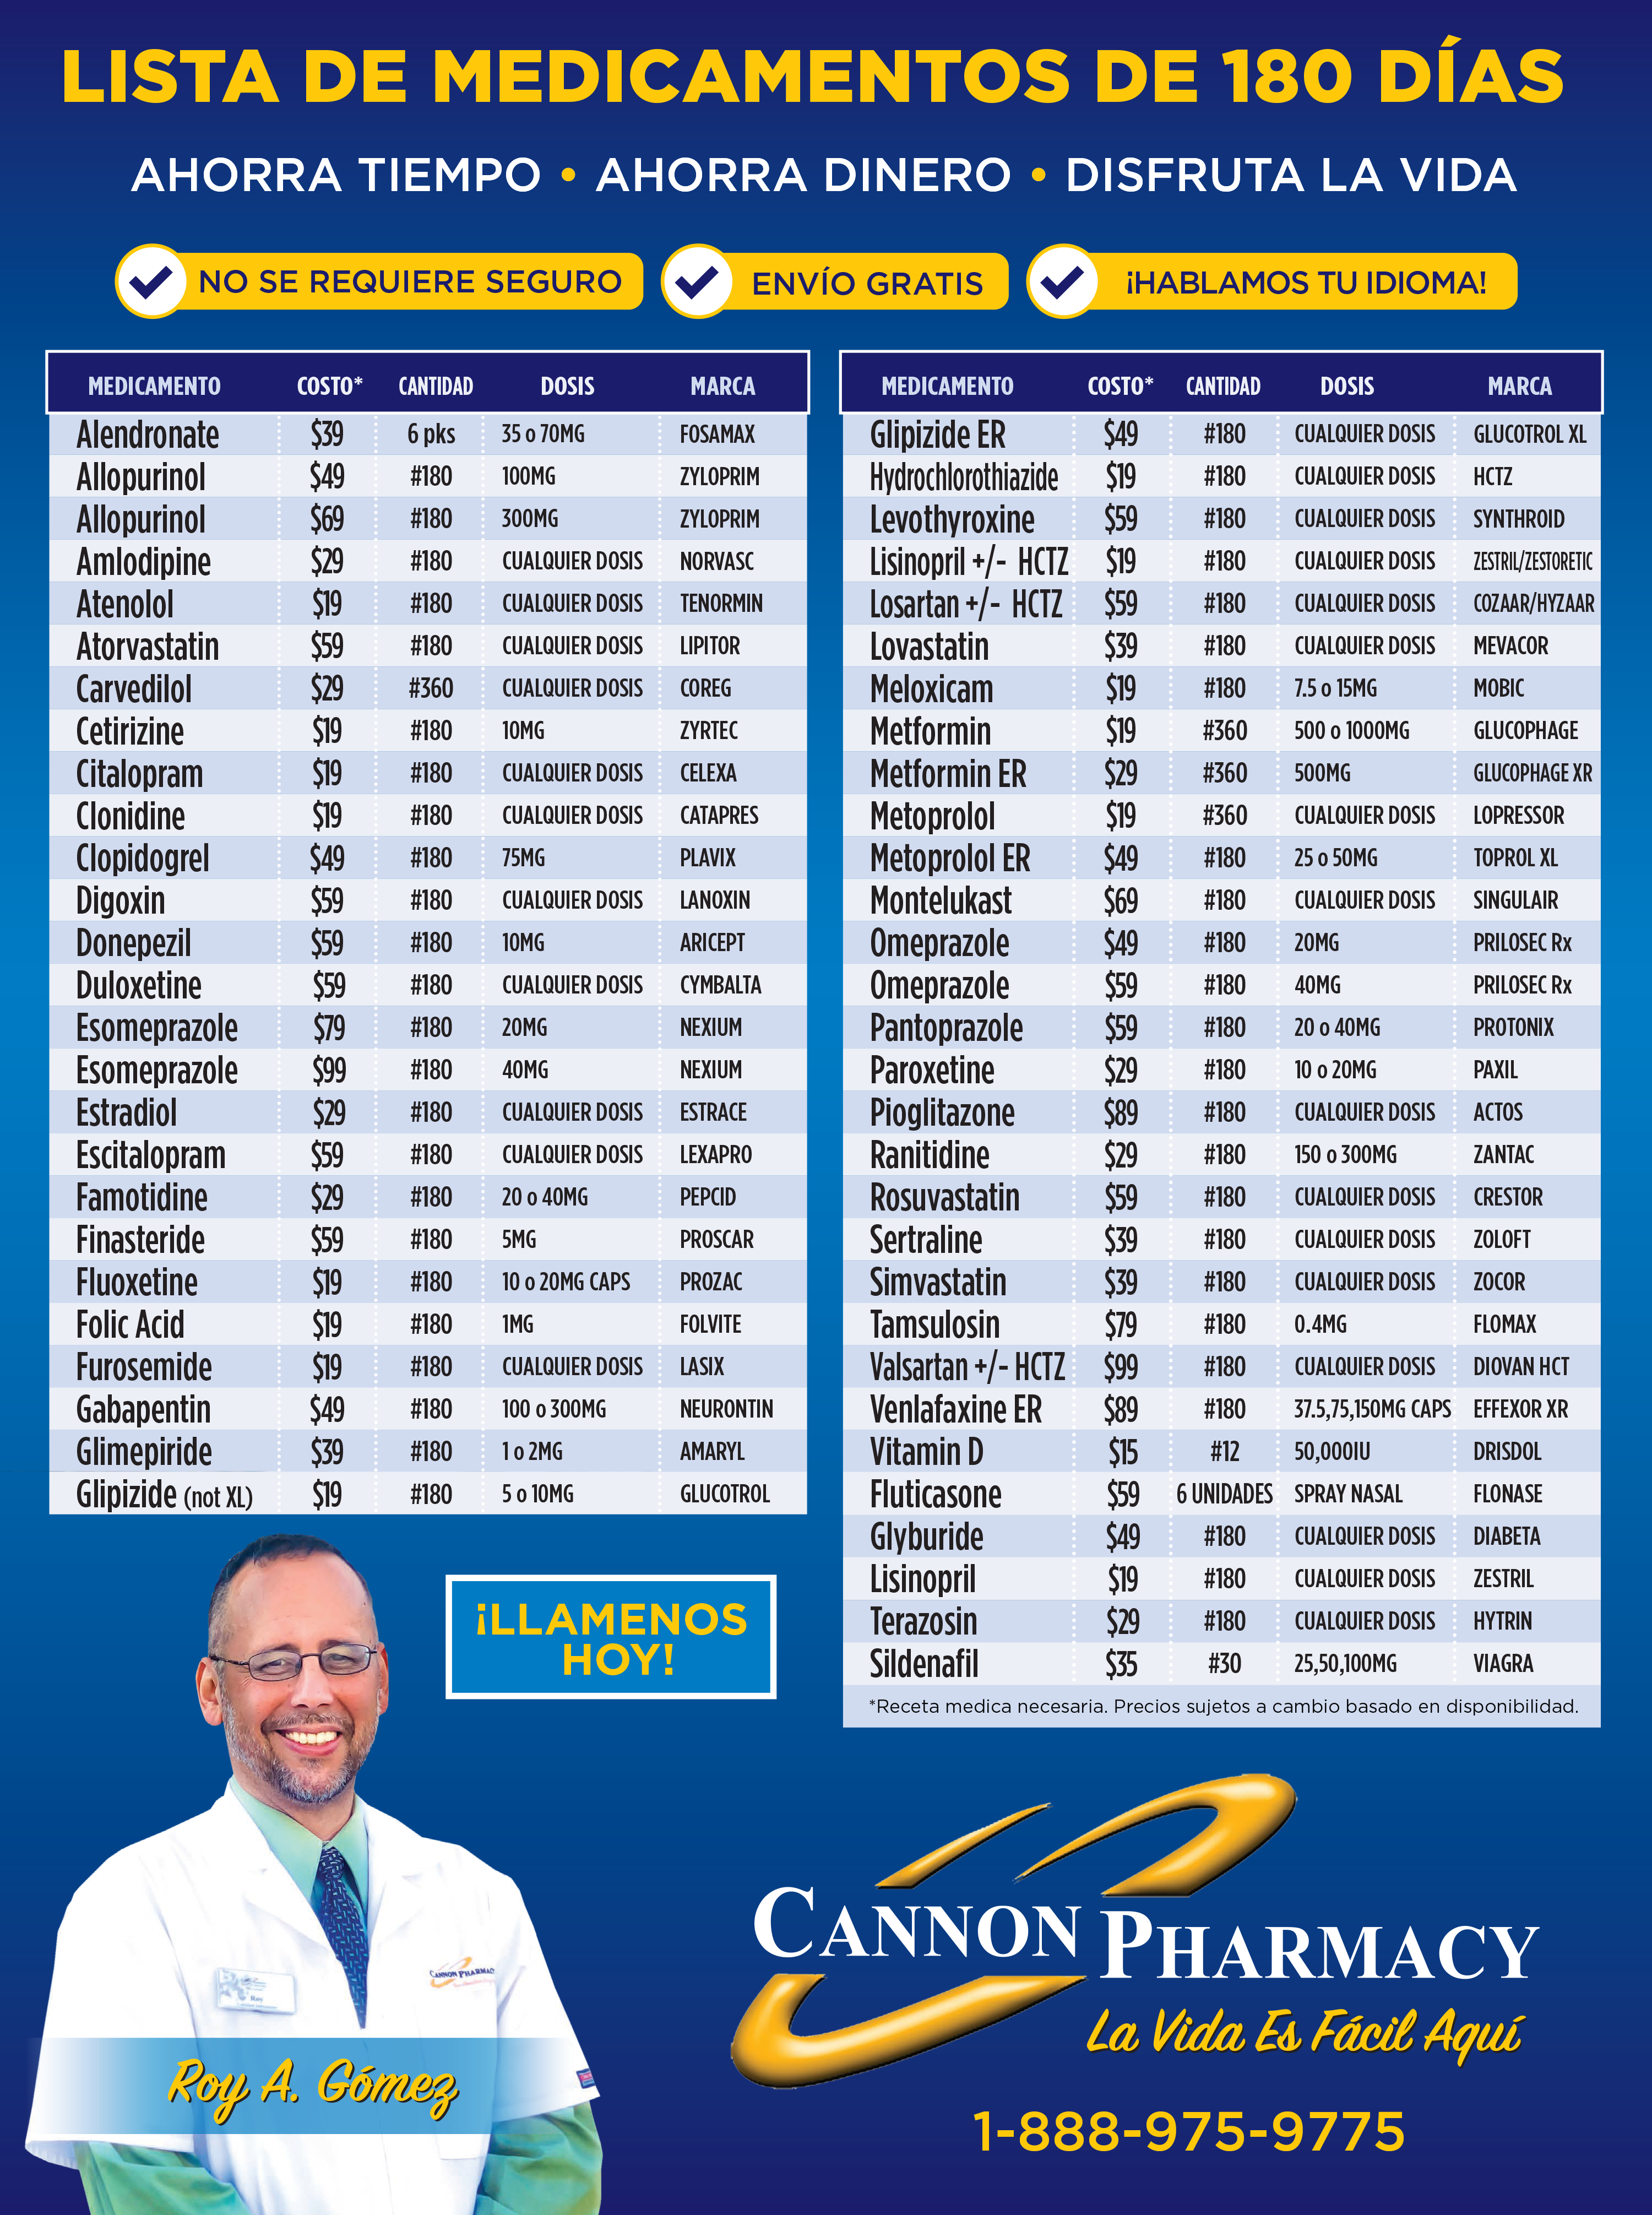 LISTA DE MEDICAMENTOS DE 180 DÍAS
AHORRA TIEMPO • AHORRA DINERO • DISFRUTA LA VIDA
NO SE REQUIERE SEGURO
ENVÍO GRATIS
¡HABLAMOS TU IDIOMA!
MEDICAMENTO COSTO* CANTIDAD DOSIS MARCA
Alendronate $39 6 pks 35 o 70MG FOSAMAX
Allopurinol $49 #180 100MG ZYLOPRIM
Allopurinol $69 #180 300MG ZYLOPRIM
Amlodipine $29 #180 CUALQUIER DOSIS NORVASC
Atenolol $19 #180 CUALQUIER DOSIS TENORMIN
Atorvastatin $59 #180 CUALQUIER DOSIS LIPITOR
Carvedilol $29 #360 CUALQUIER DOSIS COREG
Cetirizine $19 #180 10MG ZYRTEC
Citalopram $19 #180 CUALQUIER DOSIS CELEXA
Clonidine $19 #180 CUALQUIER DOSIS CATAPRES
Clopidogrel $49 #180 75MG PLAVIX
Digoxin $59 #180 CUALQUIER DOSIS LANOXIN
Donepezil $59 #180 10MG ARICEPT
Duloxetine $59 #180 CUALQUIER DOSIS CYMBALTA
Esomeprazole $79 #180 20MG NEXIUM
Esomeprazole $99 #180 40MG NEXIUM
Estradiol $29 #180 CUALQUIER DOSIS ESTRACE
Escitalopram $59 #180 CUALQUIER DOSIS LEXAPRO
Famotidine $29 #180 20 o 40MG PEPCID
Finasteride $59 #180 5MG PROSCAR
Fluoxetine $19 #180 10 o 20MG CAPS PROZAC
Folic Acid $19 #180 1MG FOLVITE
Furosemide $19 #180 CUALQUIER DOSIS LASIX
Gabapentin $49 #180 100 o 300MG NEURONTIN
Glimepiride $39 #180 1 o 2MG AMARYL
Glipizide (not XL) $19 #180 5 o 10MG GLUCOTROL
MEDICAMENTO COSTO* CANTIDAD DOSIS MARCA
Glipizide ER $49 #180 CUALQUIER DOSIS GLUCOTROL XL
Hydrochlorothiazide $19 #180 CUALQUIER DOSIS HCTZ
Levothyroxine $59 #180 CUALQUIER DOSIS SYNTHROID
Lisinopril +/- HCTZ $19 #180 CUALQUIER DOSIS ZESTRIL/ZESTORETIC
Losartan +/- HCTZ $59 #180 CUALQUIER DOSIS COZAAR/HYZAAR
Lovastatin $39 #180 CUALQUIER DOSIS MEVACOR
Meloxicam $19 #180 7.5 o 15MG MOBIC
Metformin $19 #360 500 o 1000MG GLUCOPHAGE
Metformin ER $29 #360 500MG GLUCOPHAGE XR
Metoprolol $19 #360 CUALQUIER DOSIS LOPRESSOR
Metoprolol ER $49 #180 25 o 50MG TOPROL XL
Montelukast $69 #180 CUALQUIER DOSIS SINGULAIR
Omeprazole $49 #180 20MG PRILOSEC Rx
Omeprazole $59 #180 40MG PRILOSEC Rx
Pantoprazole $59 #180 20 o 40MG PROTONIX
Paroxetine $29 #180 10 o 20MG PAXIL
Pioglitazone $89 #180 CUALQUIER DOSIS ACTOS
Ranitidine $29 #180 150 o 300MG ZANTAC
Rosuvastatin $59 #180 CUALQUIER DOSIS CRESTOR
Sertraline $39 #180 CUALQUIER DOSIS ZOLOFT
Simvastatin $39 #180 CUALQUIER DOSIS ZOCOR
Tamsulosin $79 #180 0.4MG FLOMAX
Valsartan +/- HCTZ $99 #180 CUALQUIER DOSIS DIOVAN HCT
Venlafaxine ER $89 #180 37.5,75,150MG CAPS EFFEXOR XR
Vitamin D $15 #12 50,000IU DRISDOL
Fluticasone $59 6 UNIDADES SPRAY NASAL FLONASE
Glyburide $49 #180 CUALQUIER DOSIS DIABETA
Lisinopril $19 #180 CUALQUIER DOSIS ZESTRIL
Terazosin $29 #180 CUALQUIER DOSIS HYTRIN
Sildenafil $35 #30 25,50,100MG VIAGRA
*Receta medica necesaria. Precios sujetos a cambio basado en disponibilidad.
¡LLAMENOS
HOY!
CANNON PHARMACY
Roy
Roy A. Gómez
CANNON PHARMACY
La Vida Es Fácil Aquí
1-888-975-9775